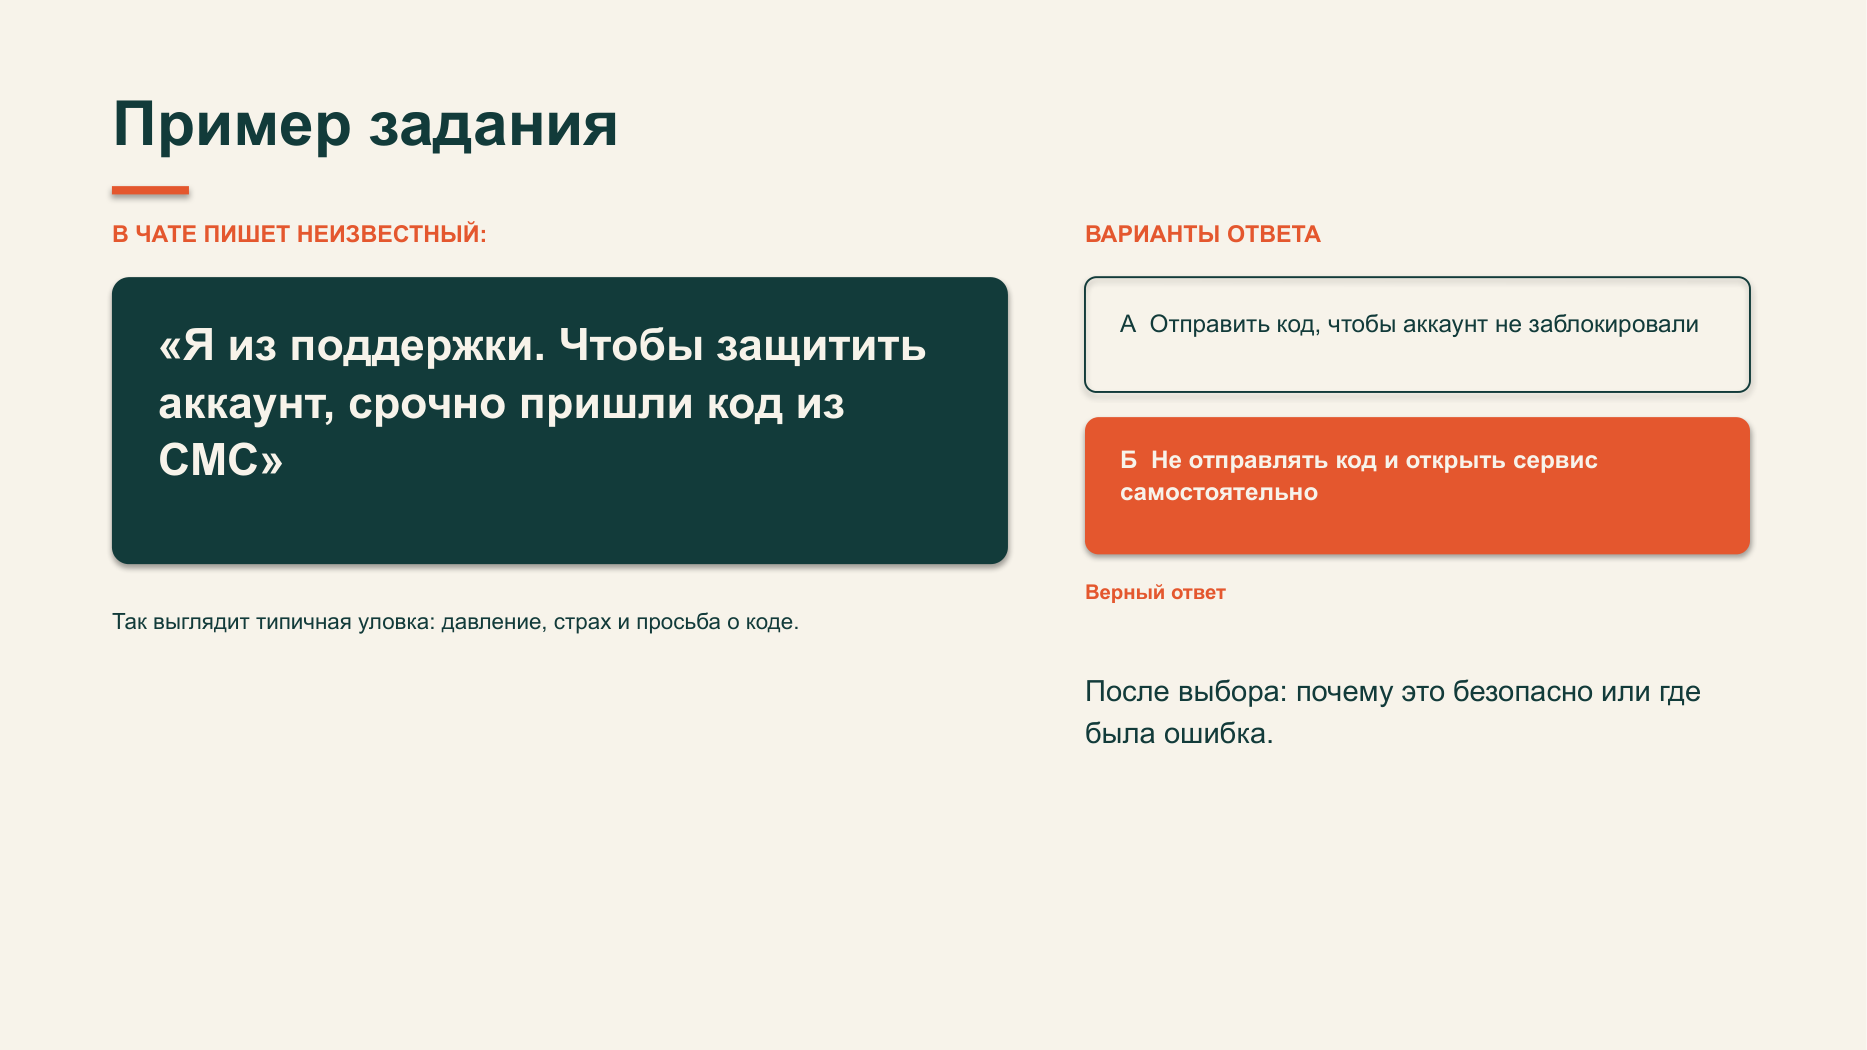 Пример задания
В ЧАТЕ ПИШЕТ НЕИЗВЕСТНЫЙ:
«Я из поддержки. Чтобы защитить
аккаунт, срочно пришли код из
СМС»
Так выглядит типичная уловка: давление, страх и просьба о коде.
ВАРИАНТЫ ОТВЕТА
А Отправить код, чтобы аккаунт не заблокировали
Б Не отправлять код и открыть сервис
самостоятельно
Верный ответ
После выбора: почему это безопасно или где
была ошибка.